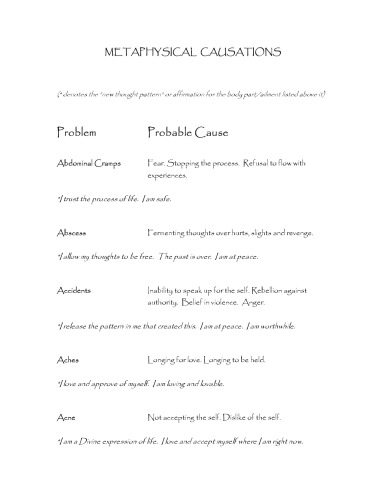 METAPHYSICAL CAUSATIONS
(* denotes the "new thought pattern" or affirmation for the body part/ailment listed above it)
Problem Probable Cause
Abdominal Cramps Fear. Stopping the process. Refusal to flow with
experiences.
*I trust the process of life. I am safe.
Abscess Fermenting thoughts over hurts, slights and revenge.
*I allow my thoughts to be free. The past is over. I am at peace.
Accidents Inability to speak up for the self. Rebellion against
authority. Belief in violence. Anger.
*I release the pattern in me that created this. I am at peace. I am worthwhile.
Aches Longing for love. Longing to be held.
*I love and approve of myself. I am loving and lovable.
Acne Not accepting the self. Dislike of the self.
*I am a Divine expression of life. I love and accept myself where I am right now.